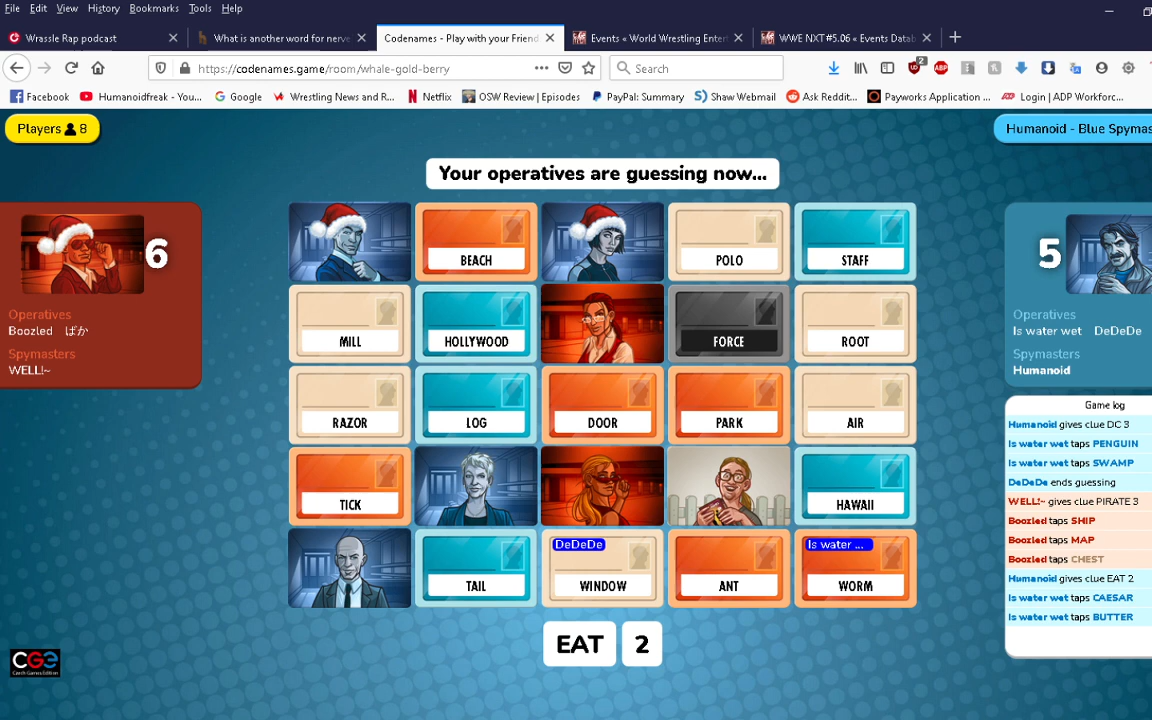 File Edit View History Bookmarks Tools Help
Wrassle Rap podcast
What is another word for nerve
Codenames - Play with your Friend
Events « World Wrestling Enter
WWE NXT #5.06 « Events Datab
https://codenames.game/room/whale-gold-berry
Search
Facebook Humanoidfreak - You... Google Wrestling News and R... Netflix OSW Review | Episodes PayPal: Summary Shaw Webmail Ask Reddit... Payworks Application ... Login | ADP Workforc...
Players 8
Humanoid - Blue Spymas
Your operatives are guessing now...
6
Operatives
Boozled ばか
Spymasters
WELL!~
BEACH
POLO
STAFF
MILL
HOLLYWOOD
FORCE
ROOT
RAZOR
LOG
DOOR
PARK
AIR
TICK
HAWAII
TAIL
DeDeDe
WINDOW
ANT
Is water ...
WORM
EAT 2
5
Operatives
Is water wet DeDeDe
Spymasters
Humanoid
Game log
Humanoid gives clue DC 3
Is water wet taps PENGUIN
Is water wet taps SWAMP
DeDeDe ends guessing
WELL!~ gives clue PIRATE 3
Boozled taps SHIP
Boozled taps MAP
Boozled taps CHEST
Humanoid gives clue EAT 2
Is water wet taps CAESAR
Is water wet taps BUTTER
CGE
Czech Games Edition